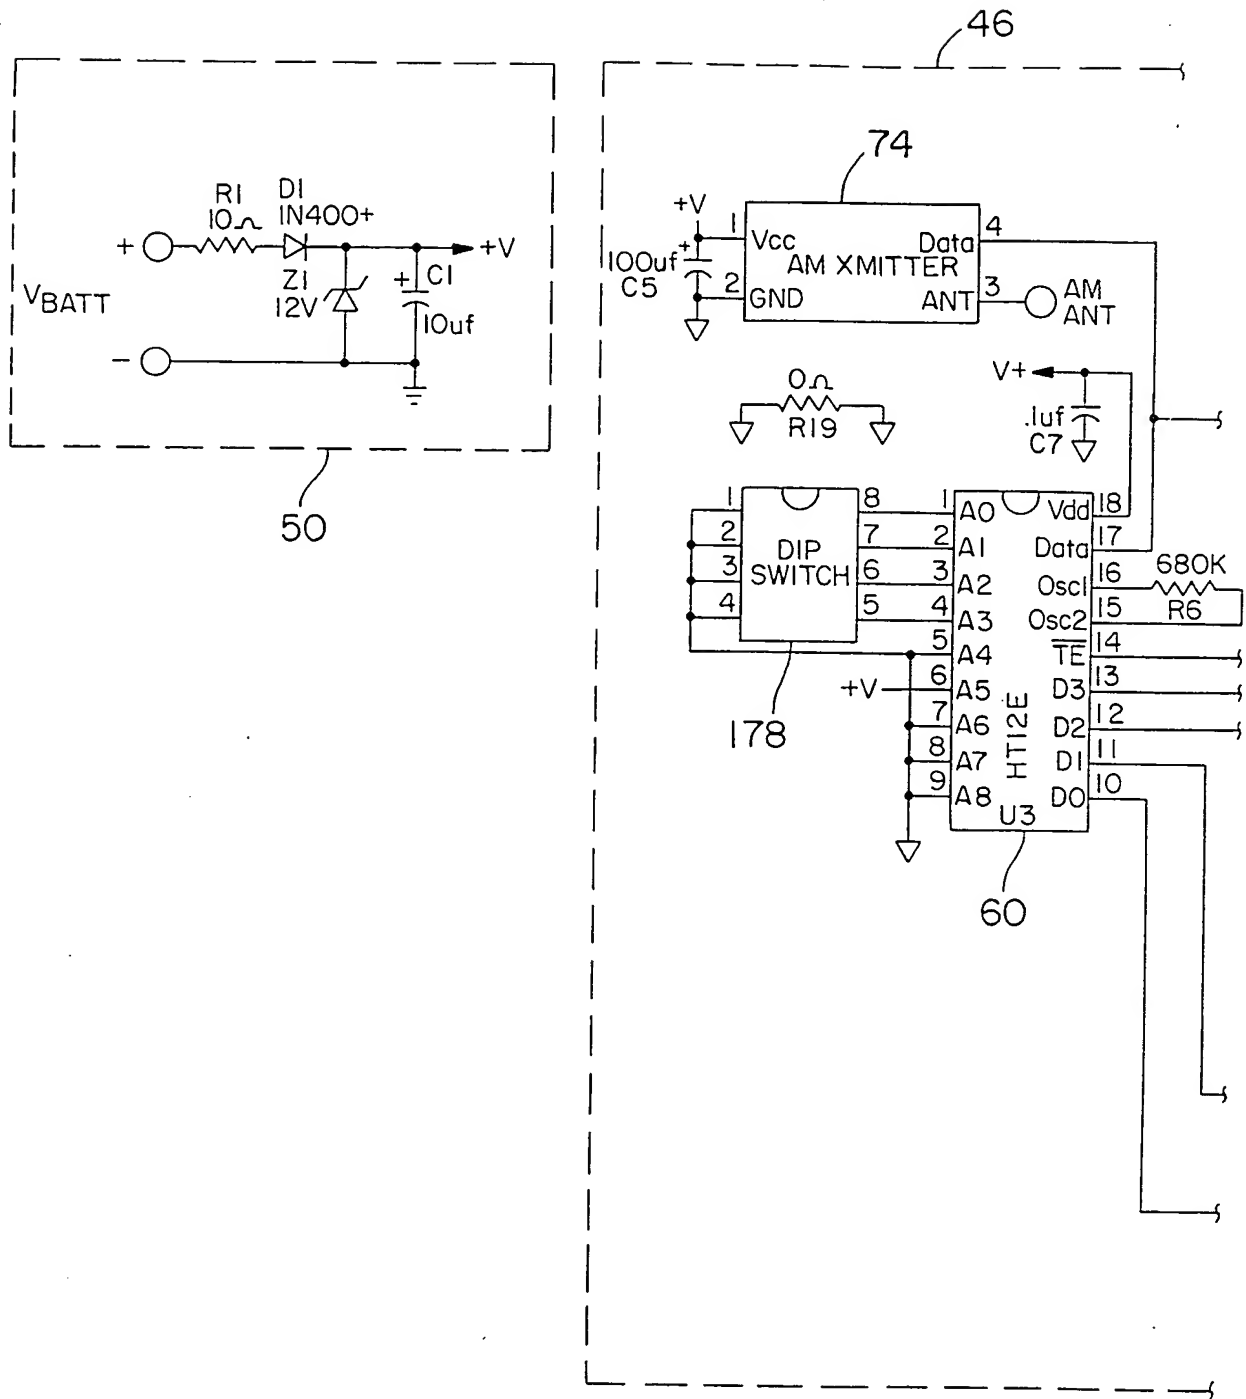 46
74
R1
10Ω
D1
1N400+
+
+V
Z1
12V
+
C1
10uf
VBATT
-
50
+V
1
Vcc
Data
4
100uf
+
C5
AM XMITTER
2
GND
ANT
3
AM
ANT
0Ω
R19
V+
.1uf
C7
1
2
3
4
DIP
SWITCH
8
7
6
5
178
1
A0
2
A1
3
A2
4
A3
5
A4
+V
6
A5
7
A6
8
A7
9
A8
HT12E
U3
Vdd
18
Data
17
Osc1
16
680K
R6
Osc2
15
TE
14
D3
13
D2
12
D1
11
D0
10
60